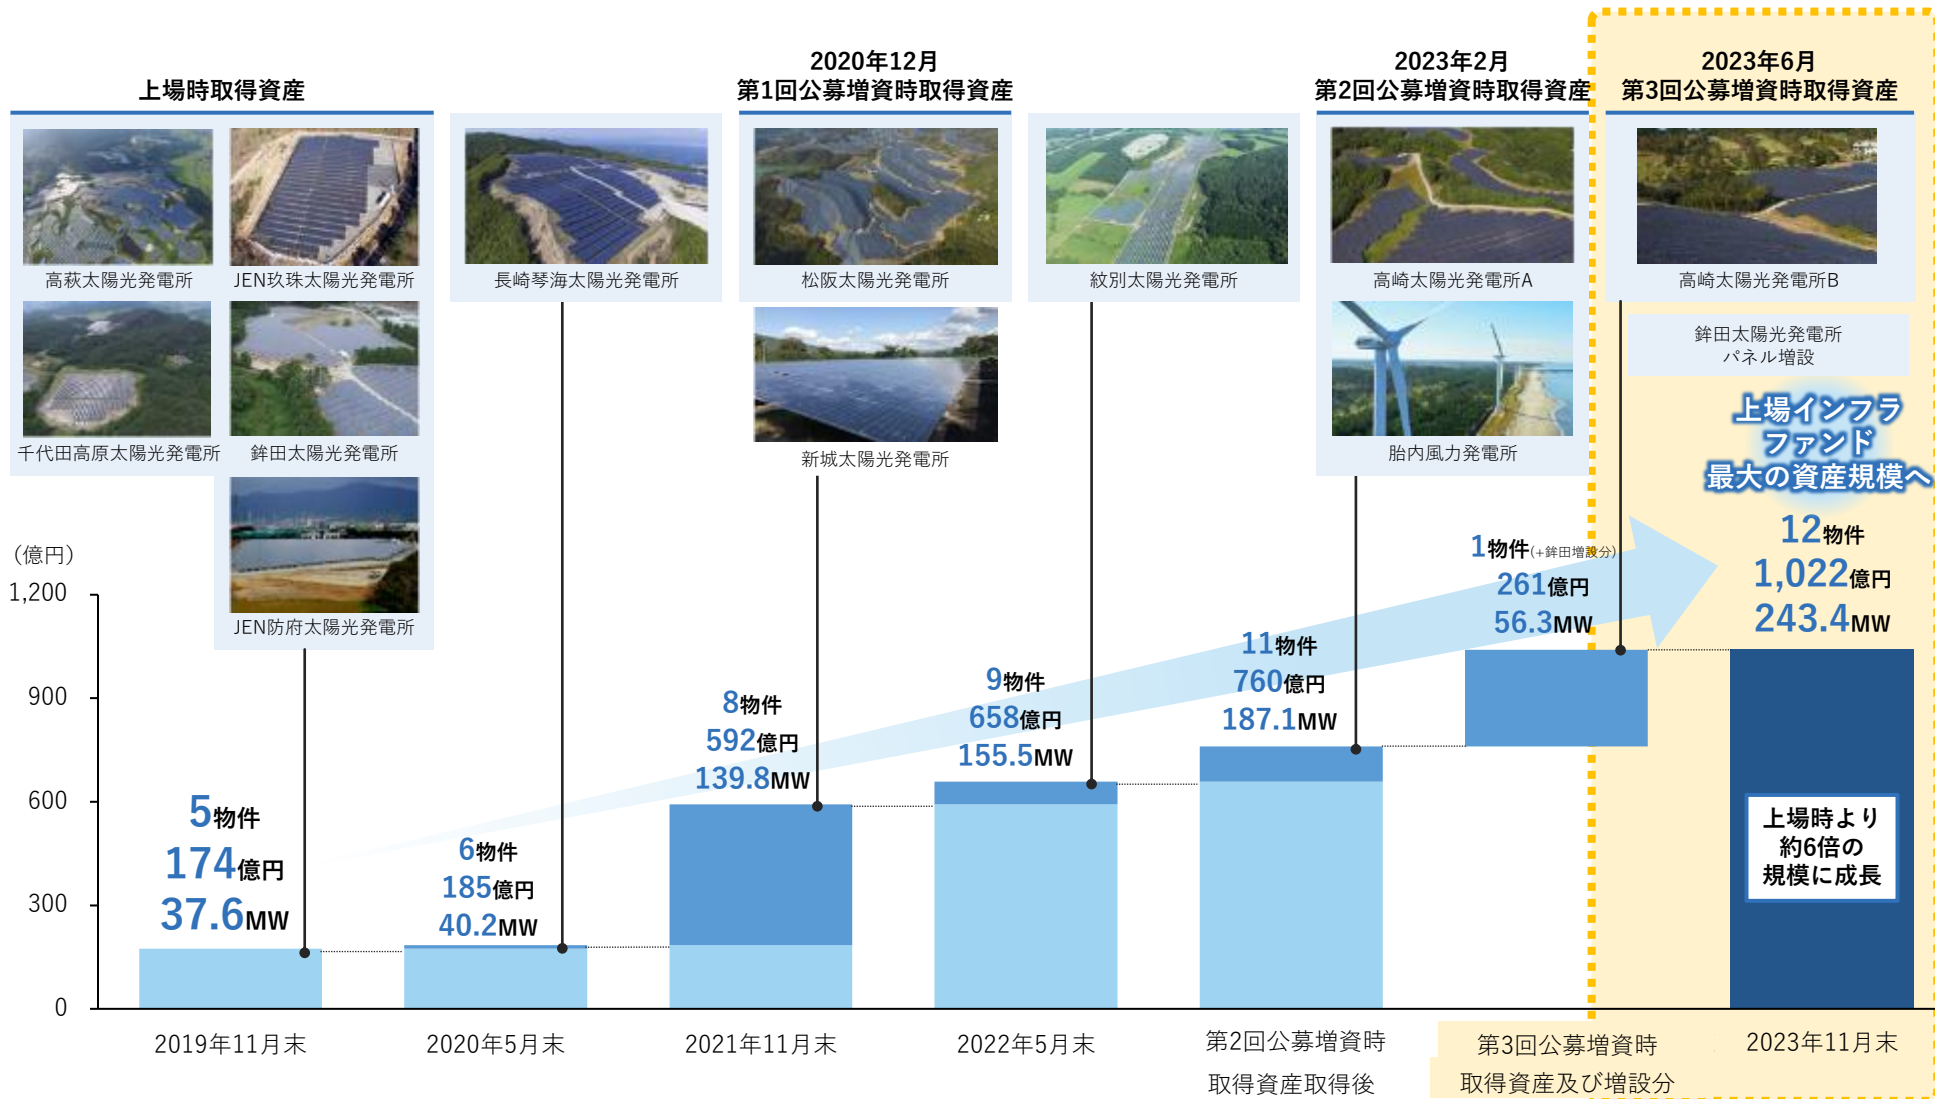 上場時取得資産
2020年12月
第1回公募増資時取得資産
2023年2月
第2回公募増資時取得資産
2023年6月
第3回公募増資時取得資産
高萩太陽光発電所
JEN玖珠太陽光発電所
長崎琴海太陽光発電所
松阪太陽光発電所
紋別太陽光発電所
高崎太陽光発電所A
高崎太陽光発電所B
千代田高原太陽光発電所
鉾田太陽光発電所
新城太陽光発電所
胎内風力発電所
鉾田太陽光発電所
パネル増設
JEN防府太陽光発電所
上場インフラ
ファンド
最大の資産規模へ
(億円)
1,200
900
600
300
0
5物件
174億円
37.6MW
6物件
185億円
40.2MW
8物件
592億円
139.8MW
9物件
658億円
155.5MW
11物件
760億円
187.1MW
1物件(+鉾田増設分)
261億円
56.3MW
12物件
1,022億円
243.4MW
上場時より
約6倍の
規模に成長
2019年11月末
2020年5月末
2021年11月末
2022年5月末
第2回公募増資時
取得資産取得後
第3回公募増資時
取得資産及び増設分
2023年11月末